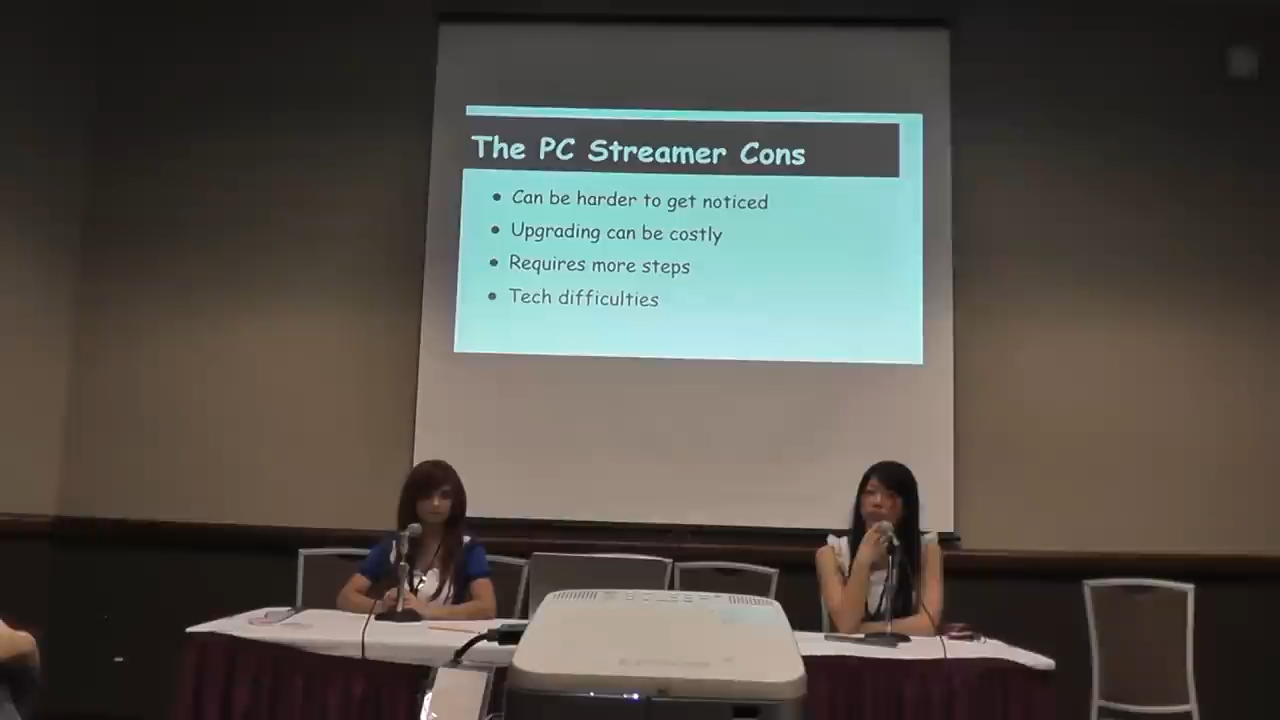 The PC Streamer Cons
• Can be harder to get noticed
• Upgrading can be costly
• Requires more steps
• Tech difficulties